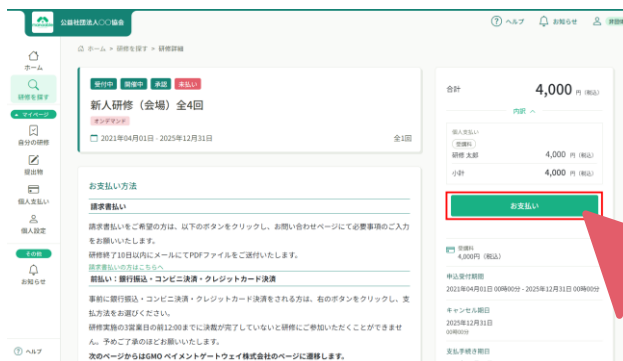 公益社団法人〇〇協会
ヘルプ
お知らせ
ホーム > 研修を探す > 研修詳細
ホーム
研修を探す
マイページ
自分の研修
提出物
個人支払い
個人設定
その他
お知らせ
ヘルプ
受付中 開催中 承認 未払い
新人研修（会場）全4回
オンデマンド
2021年04月01日 - 2025年12月31日 全1回
お支払い方法
請求書払い
請求書払いをご希望の方は、以下のボタンをクリックし、お問い合わせページにて必要事項のご入力
をお願いいたします。
研修終了10日以内にメールにてPDFファイルをご送付いたします。
請求書払いの方はこちらへ
前払い：銀行振込・コンビニ決済・クレジットカード決済
事前に銀行振込・コンビニ決済・クレジットカード決済をされる方は、右のボタンをクリックし、支
払方法をお選びください。
研修実施の3営業日の前12:00までに決裁が完了していないと研修にご参加いただくことができませ
ん。予めご了承のほどお願いいたします。
次のページからはGMO ペイメントゲートウェイ株式会社のページに遷移します。
合計 4,000 円（税込）
内訳
個人支払い
受講料
研修 太郎 4,000 円（税込）
小計 4,000 円（税込）
お支払い
受講料
4,000円（税込）
申込受付期間
2021年04月01日 00時00分 - 2025年12月31日 00時00分
キャンセル期日
2025年12月31日
00時00分
支払手続き期日